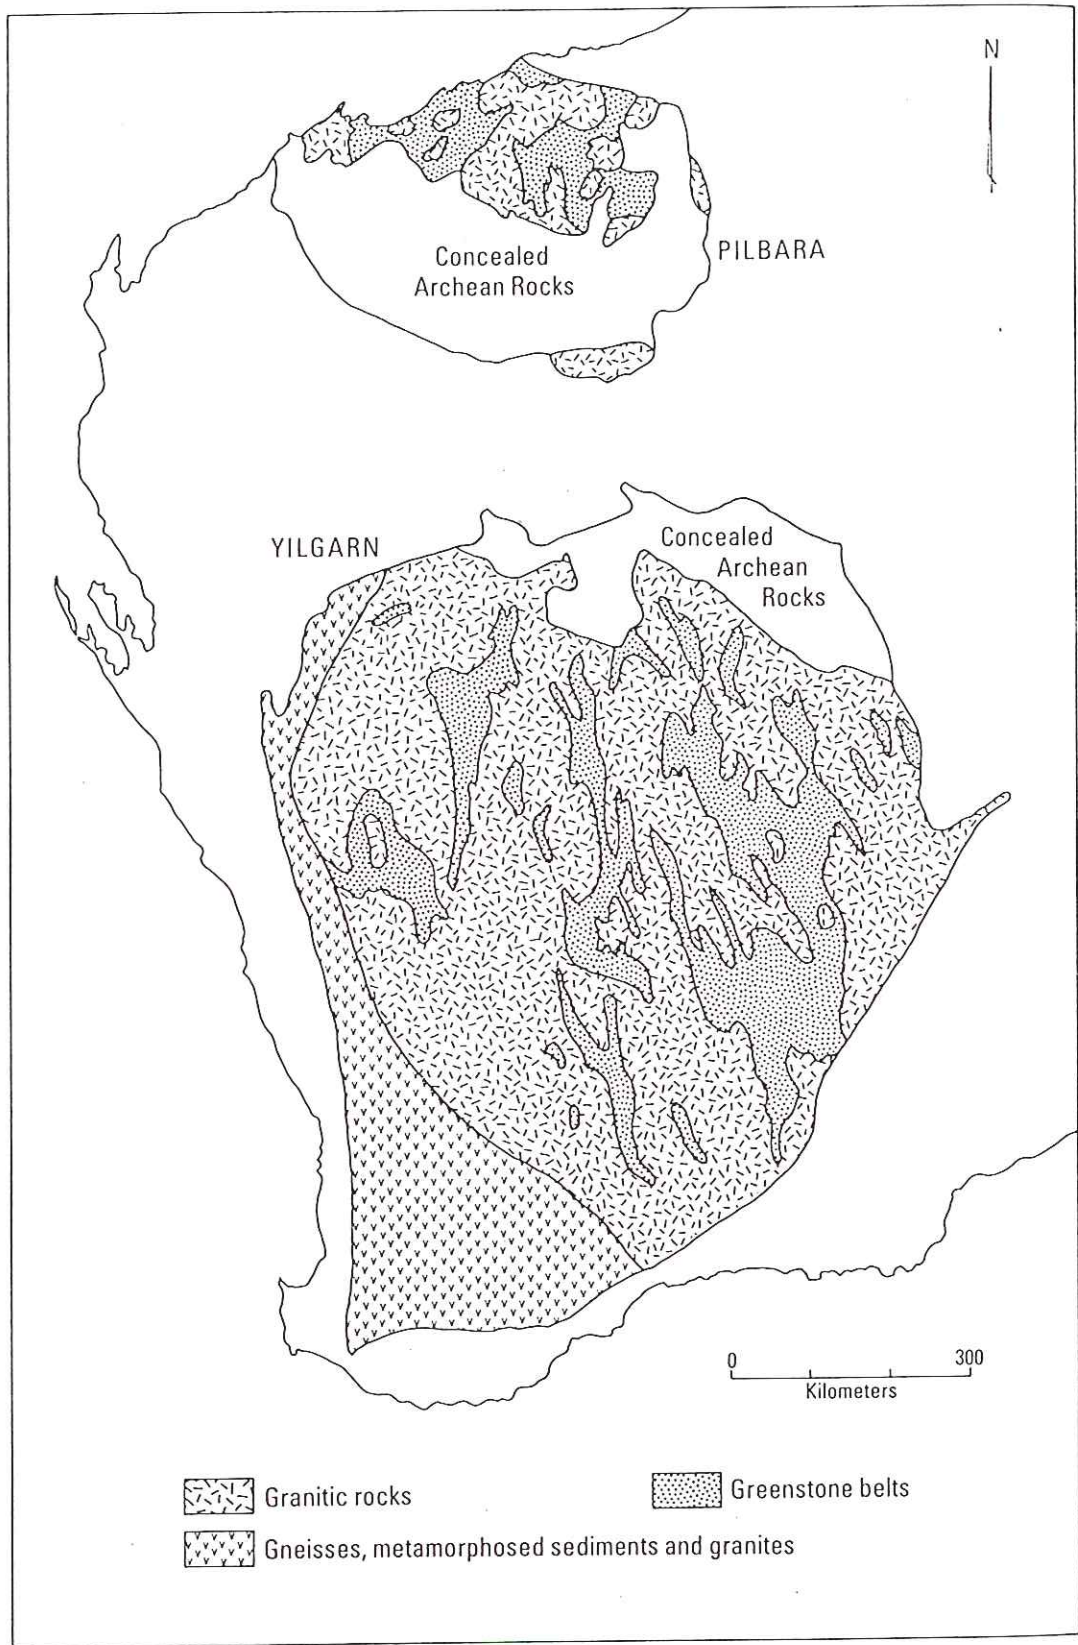 N
PILBARA
Concealed
Archean Rocks
YILGARN
Concealed
Archean
Rocks
0 300
Kilometers
Granitic rocks
Greenstone belts
Gneisses, metamorphosed sediments and granites